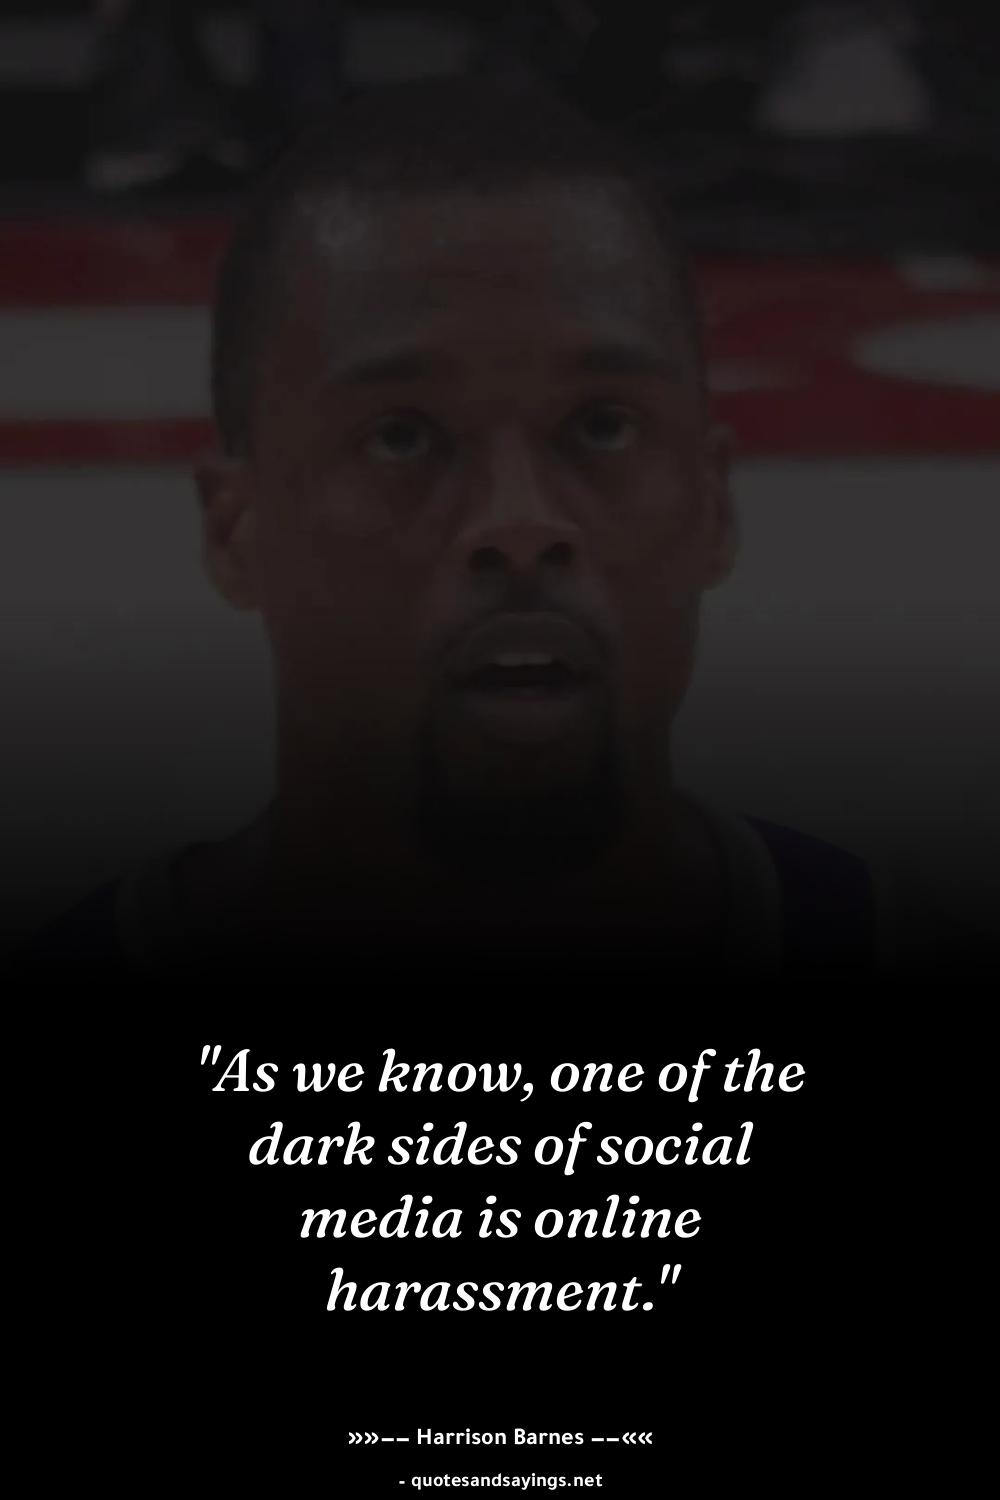 "As we know, one of the
dark sides of social
media is online
harassment."
»»–– Harrison Barnes ––««
- quotesandsayings.net